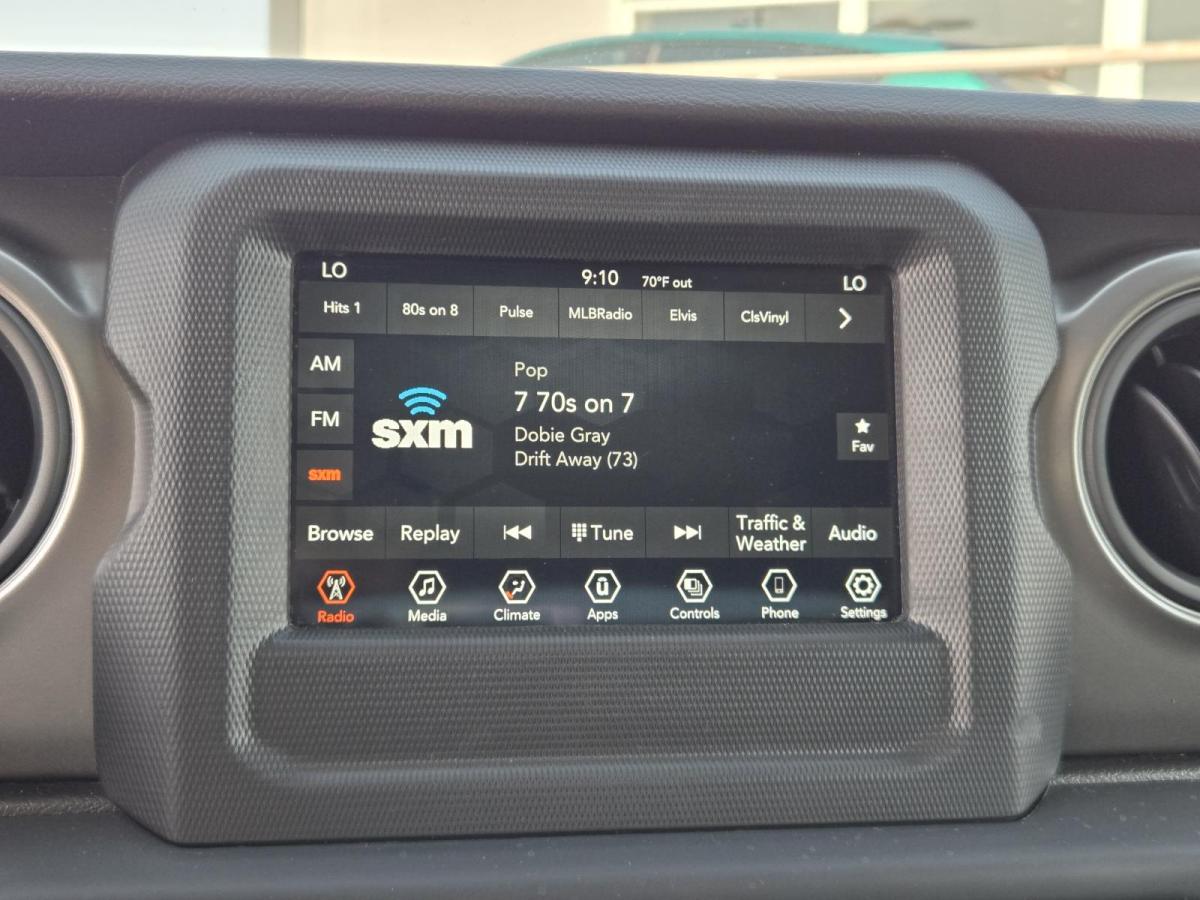 LO 9:10 70°F out LO
Hits 1 80s on 8 Pulse MLBRadio Elvis ClsVinyl
AM
Pop
7 70s on 7
sxm
FM
Dobie Gray
Drift Away (73)
Fav
sxm
Browse Replay Tune Traffic & Weather Audio
Radio Media Climate Apps Controls Phone Settings